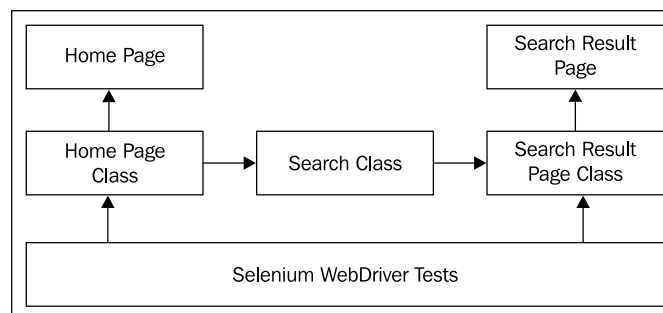 Home Page
Search Result
Page
Home Page
Class
Search Class
Search Result
Page Class
Selenium WebDriver Tests